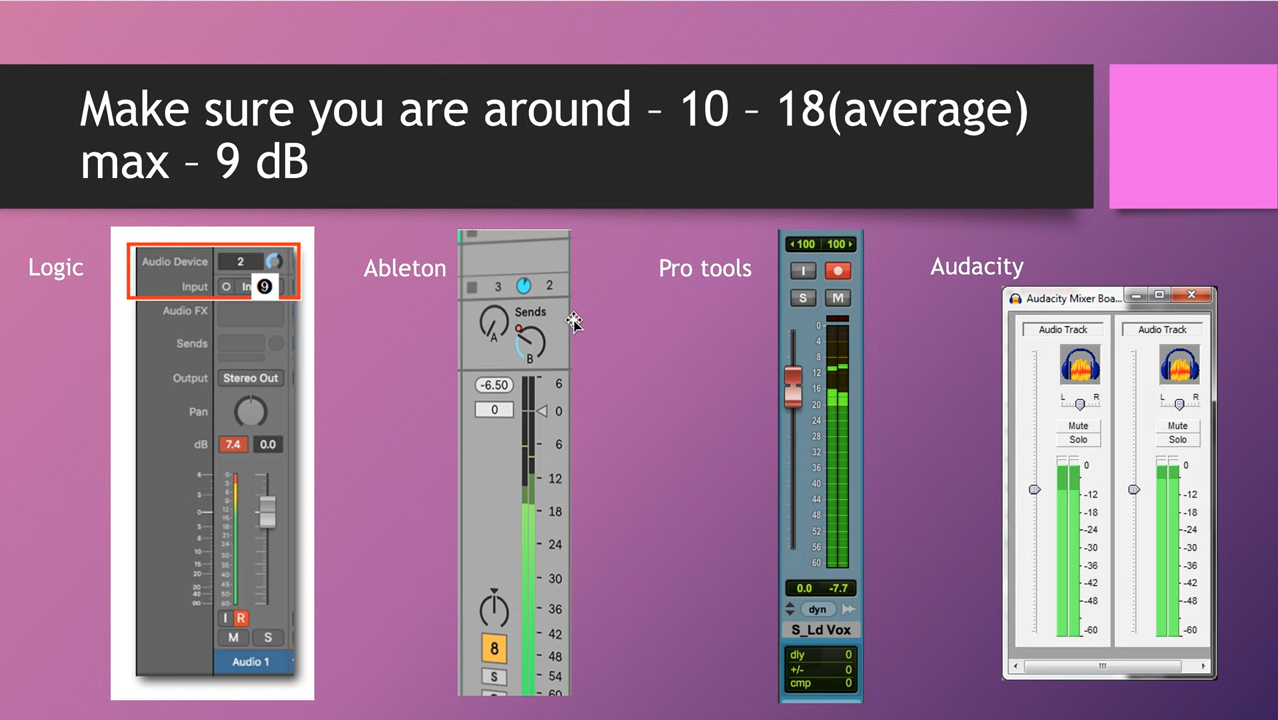 Make sure you are around – 10 – 18(average)
max – 9 dB
Logic
Audio Device 2
Input In 9
Audio FX
Sends
Output Stereo Out
Pan
dB 7.4 0.0
I R
M S
Audio 1
Ableton
3 2
Sends
A
B
-6.50
0
6
0
6
12
18
24
30
36
42
48
54
60
8
S
Pro tools
100 100
I
S M
0
4
8
12
16
20
24
28
32
36
40
44
48
52
56
60
0.0 -7.7
dyn
S_Ld Vox
dly 0
+/- 0
cmp 0
Audacity
Audacity Mixer Boa...
Audio Track Audio Track
L R L R
Mute Mute
Solo Solo
0 0
-12 -12
-18 -18
-24 -24
-30 -30
-36 -36
-42 -42
-48 -48
-60 -60